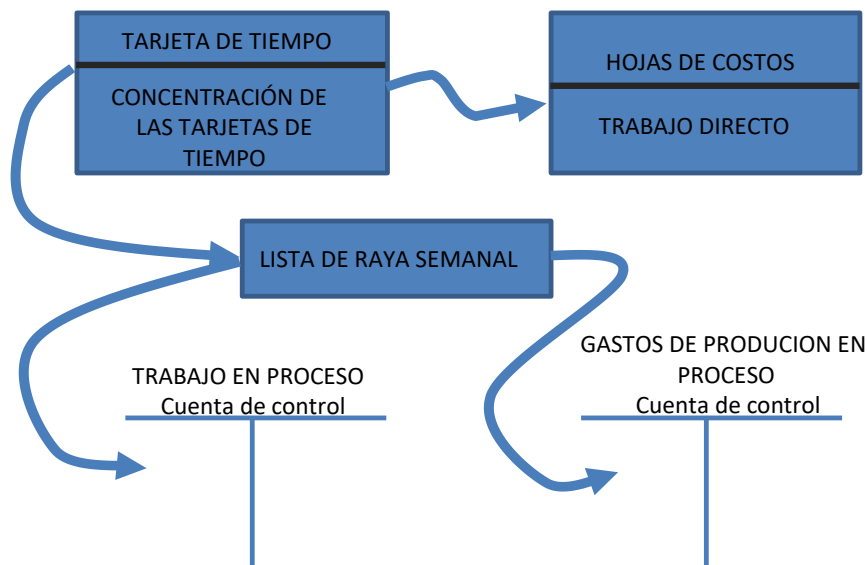 TARJETA DE TIEMPO
CONCENTRACIÓN DE
LAS TARJETAS DE
TIEMPO
HOJAS DE COSTOS
TRABAJO DIRECTO
LISTA DE RAYA SEMANAL
TRABAJO EN PROCESO
Cuenta de control
GASTOS DE PRODUCION EN
PROCESO
Cuenta de control